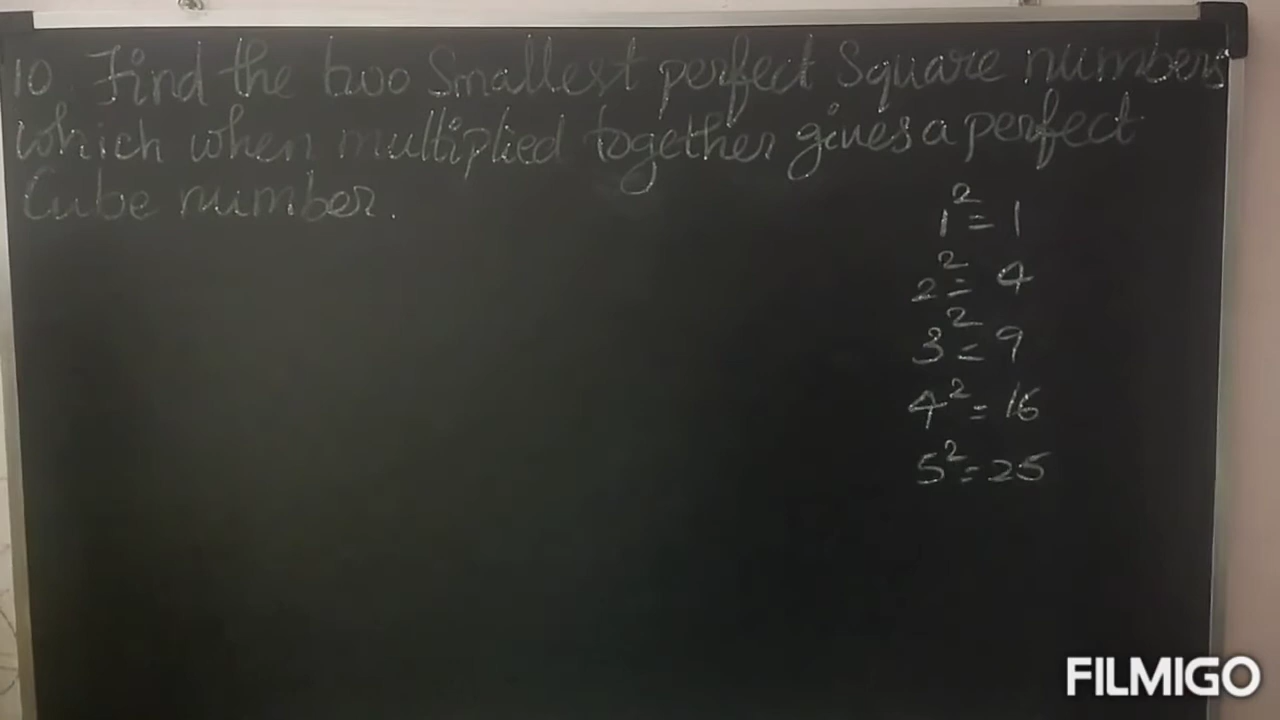 10. Find the two Smallest perfect Square numbers
which when multiplied together gives a perfect
Cube number.
1² = 1
2² = 4
3² = 9
4² = 16
5² = 25
FILMIGO